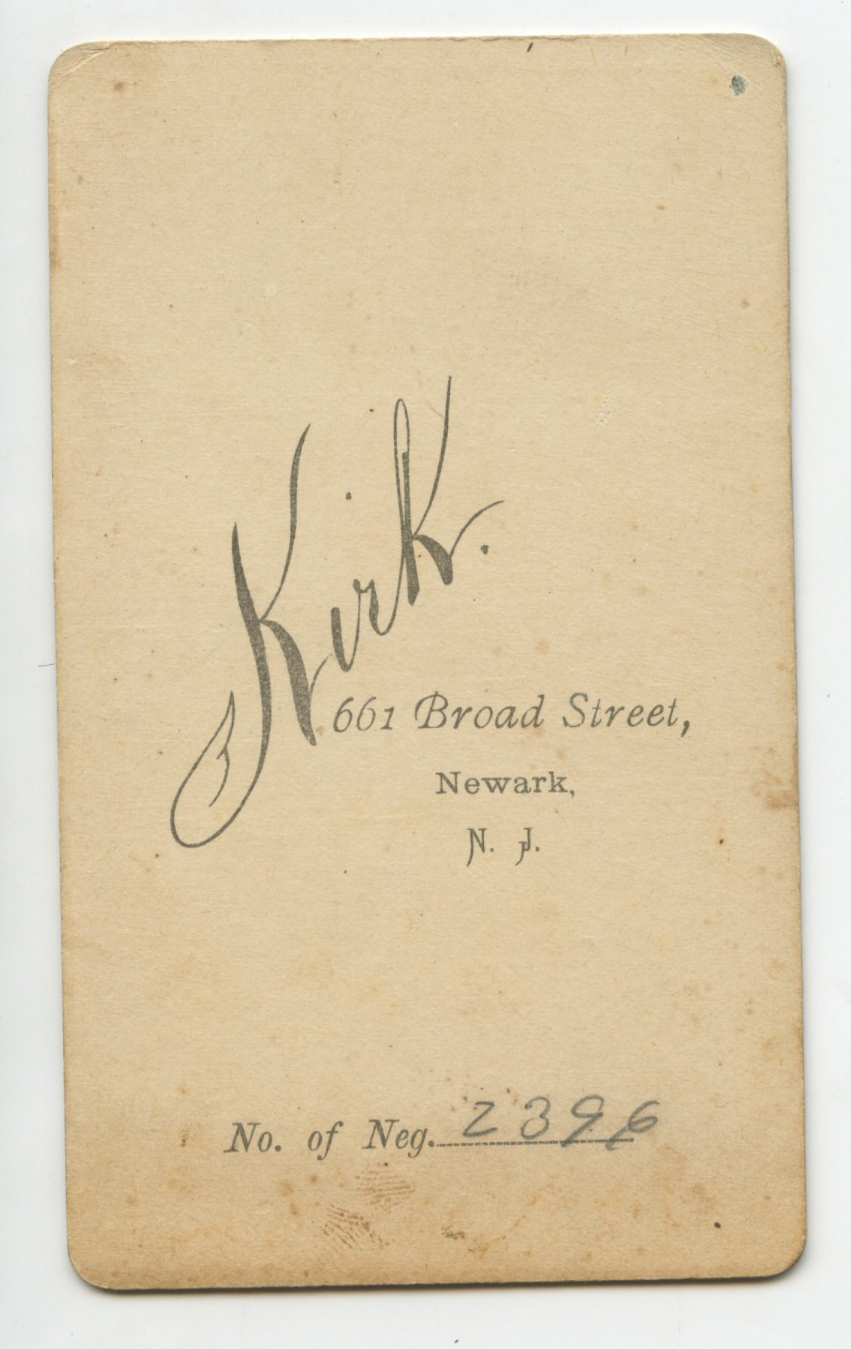 Kirk.
661 Broad Street,
Newark,
N. J.
No. of Neg. 2396